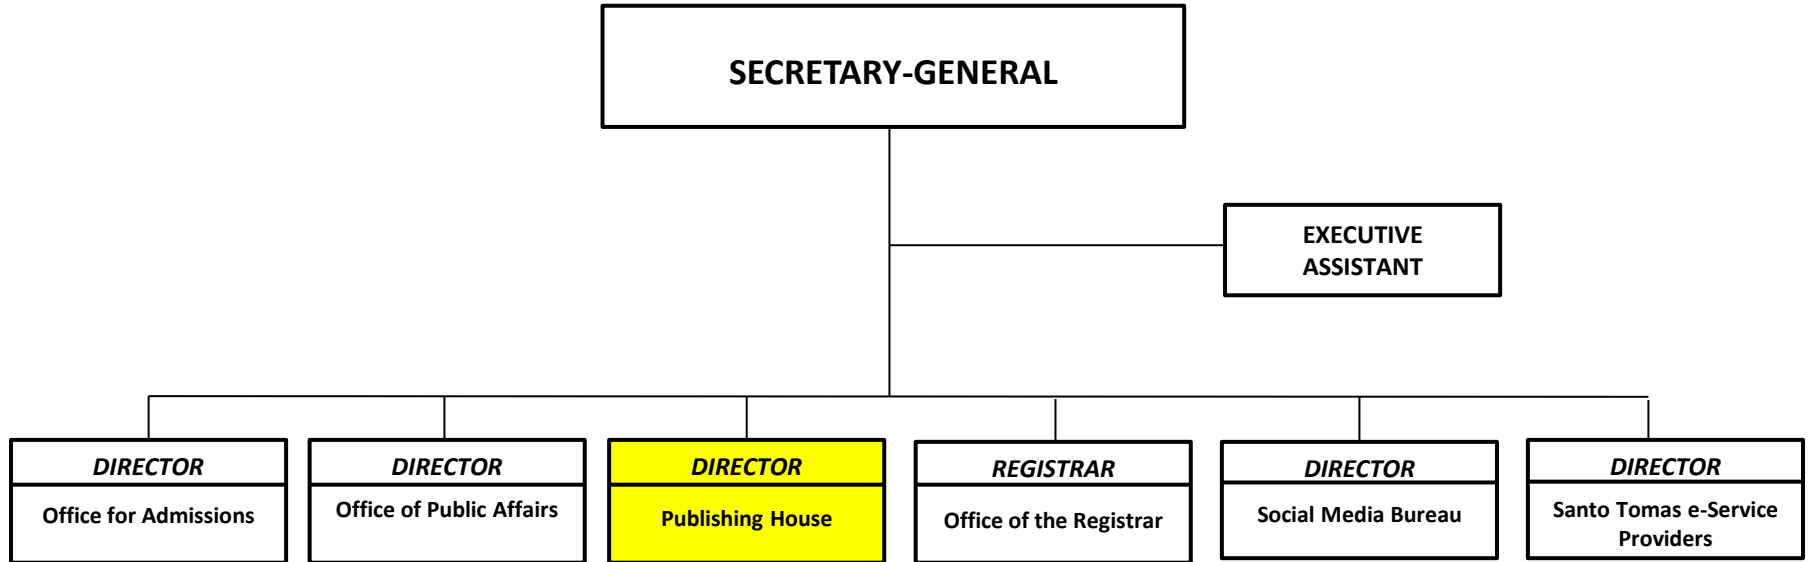 SECRETARY-GENERAL
EXECUTIVE
ASSISTANT
DIRECTOR
Office for Admissions
DIRECTOR
Office of Public Affairs
DIRECTOR
Publishing House
REGISTRAR
Office of the Registrar
DIRECTOR
Social Media Bureau
DIRECTOR
Santo Tomas e-Service
Providers